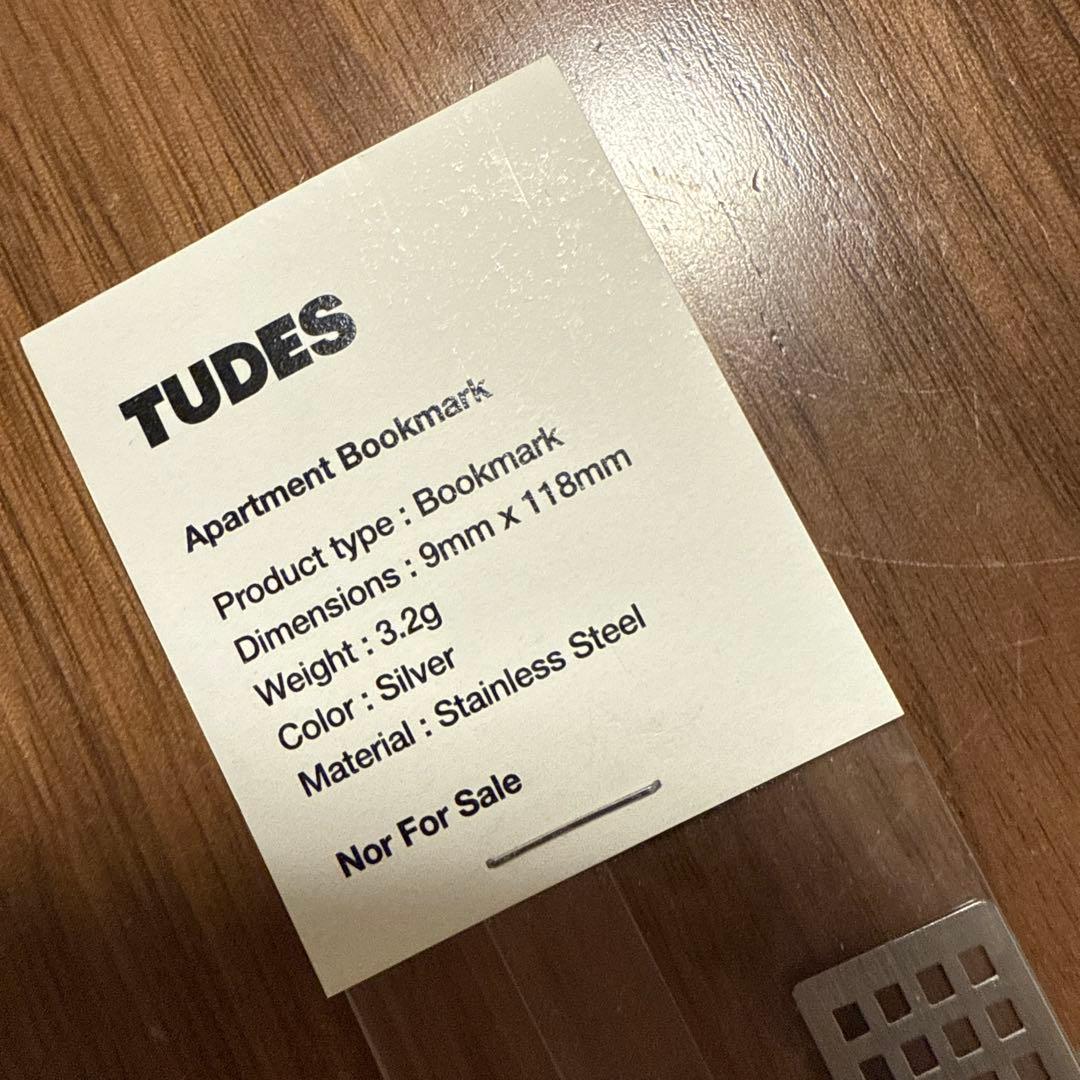 TUDES
Apartment Bookmark
Product type : Bookmark
Dimensions : 9mm x 118mm
Weight : 3.2g
Color : Silver
Material : Stainless Steel
Nor For Sale